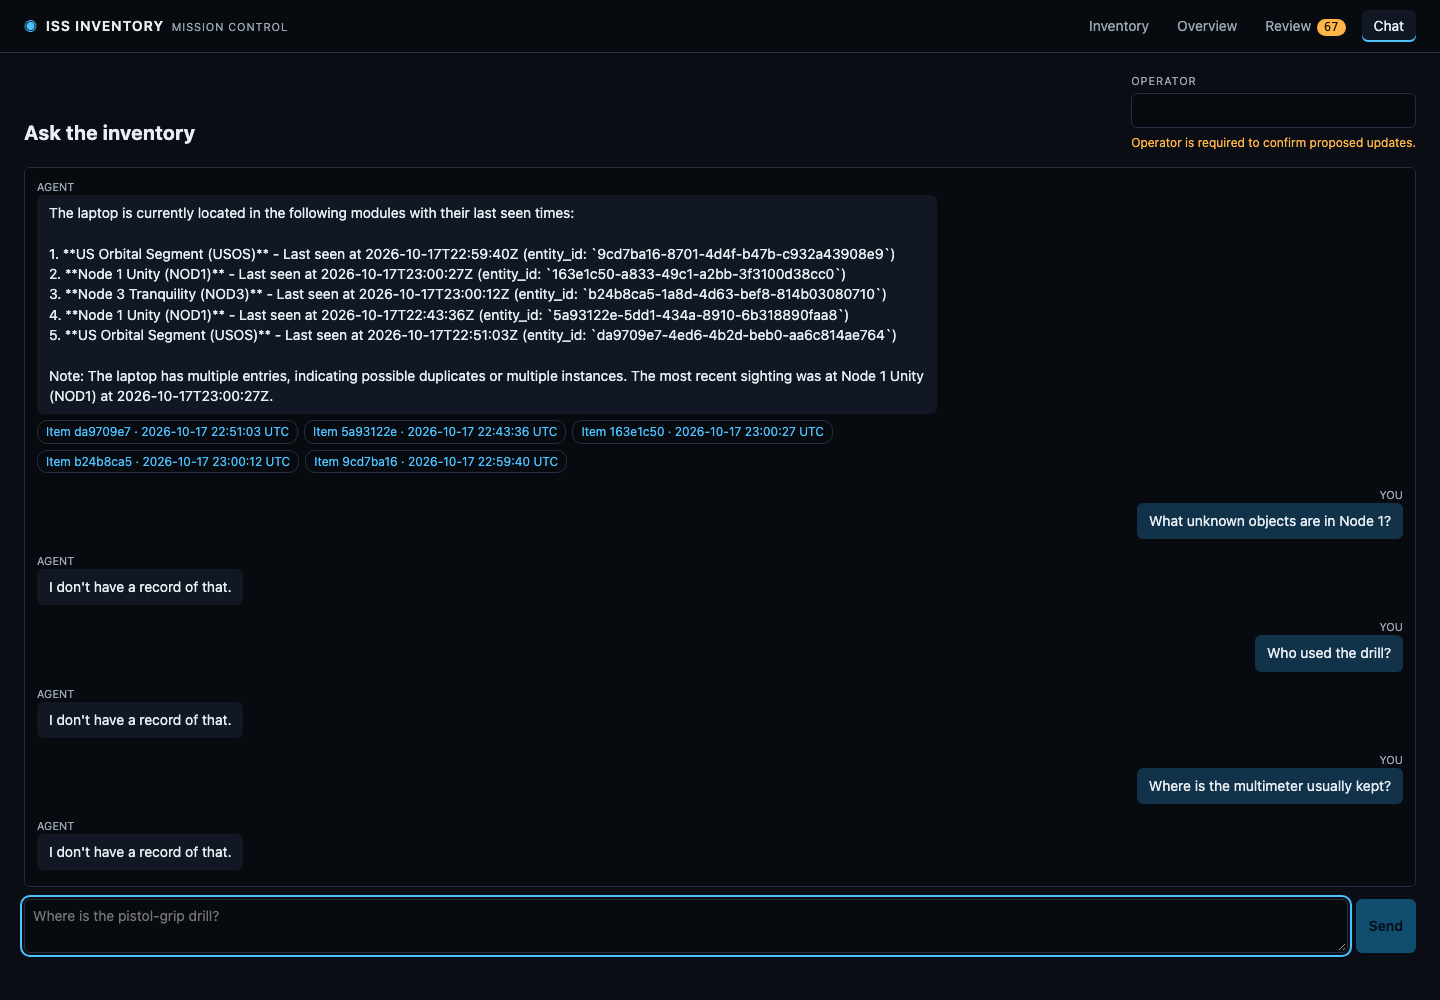 ISS INVENTORY MISSION CONTROL
Inventory
Overview
Review 67
Chat
OPERATOR
Ask the inventory
Operator is required to confirm proposed updates.
AGENT
The laptop is currently located in the following modules with their last seen times:
1. **US Orbital Segment (USOS)** - Last seen at 2026-10-17T22:59:40Z (entity_id: `9cd7ba16-8701-4d4f-b47b-c932a43908e9`)
2. **Node 1 Unity (NOD1)** - Last seen at 2026-10-17T23:00:27Z (entity_id: `163e1c50-a833-49c1-a2bb-3f3100d38cc0`)
3. **Node 3 Tranquility (NOD3)** - Last seen at 2026-10-17T23:00:12Z (entity_id: `b24b8ca5-1a8d-4d63-bef8-814b03080710`)
4. **Node 1 Unity (NOD1)** - Last seen at 2026-10-17T22:43:36Z (entity_id: `5a93122e-5dd1-434a-8910-6b318890faa8`)
5. **US Orbital Segment (USOS)** - Last seen at 2026-10-17T22:51:03Z (entity_id: `da9709e7-4ed6-4b2d-beb0-aa6c814ae764`)
Note: The laptop has multiple entries, indicating possible duplicates or multiple instances. The most recent sighting was at Node 1 Unity
(NOD1) at 2026-10-17T23:00:27Z.
Item da9709e7 · 2026-10-17 22:51:03 UTC
Item 5a93122e · 2026-10-17 22:43:36 UTC
Item 163e1c50 · 2026-10-17 23:00:27 UTC
Item b24b8ca5 · 2026-10-17 23:00:12 UTC
Item 9cd7ba16 · 2026-10-17 22:59:40 UTC
YOU
What unknown objects are in Node 1?
AGENT
I don't have a record of that.
YOU
Who used the drill?
AGENT
I don't have a record of that.
YOU
Where is the multimeter usually kept?
AGENT
I don't have a record of that.
Where is the pistol-grip drill?
Send